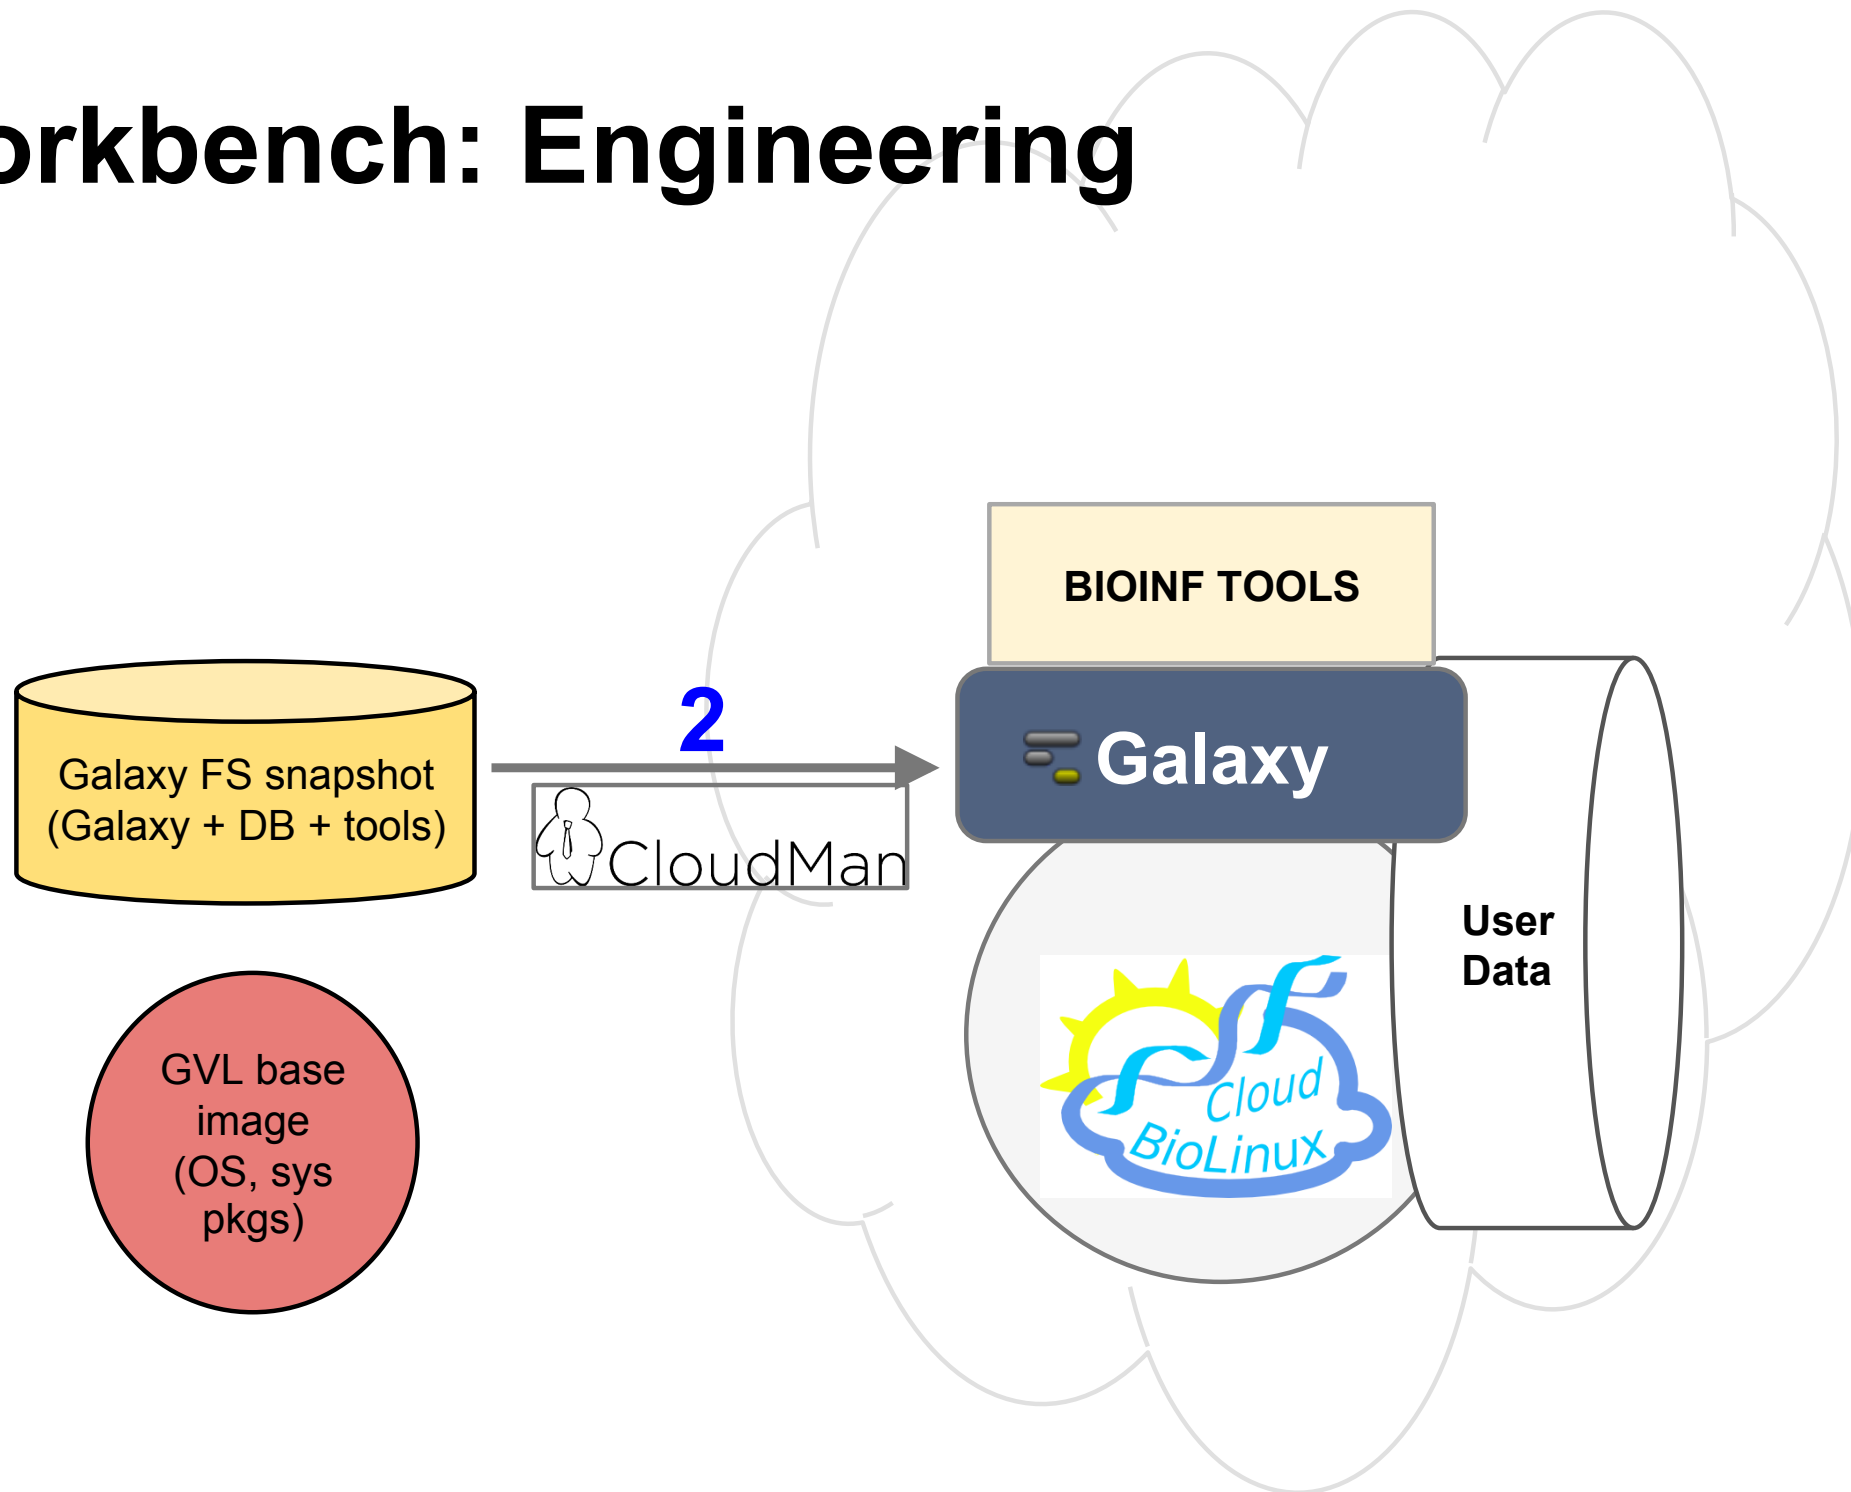 orkbench: Engineering
BIOINF TOOLS
2
Galaxy
Galaxy FS snapshot
(Galaxy + DB + tools)
CloudMan
User
Data
GVL base
image
(OS, sys
pkgs)
Cloud
BioLinux